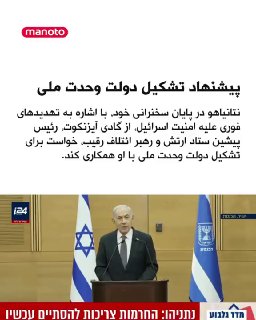 manoto
پیشنهاد تشکیل دولت وحدت ملی
نتانیاهو در پایان سخنرانی خود، با اشاره به تهدیدهای
فوری علیه امنیت اسرائیل، از گادی آیزنکوت، رئیس
پیشین ستاد ارتش و رهبر ائتلاف رقیب، خواست برای
تشکیل دولت وحدت ملی با او همکاری کند.
i24
נתניהו: החרמות צריכות להסתיים עכשיו